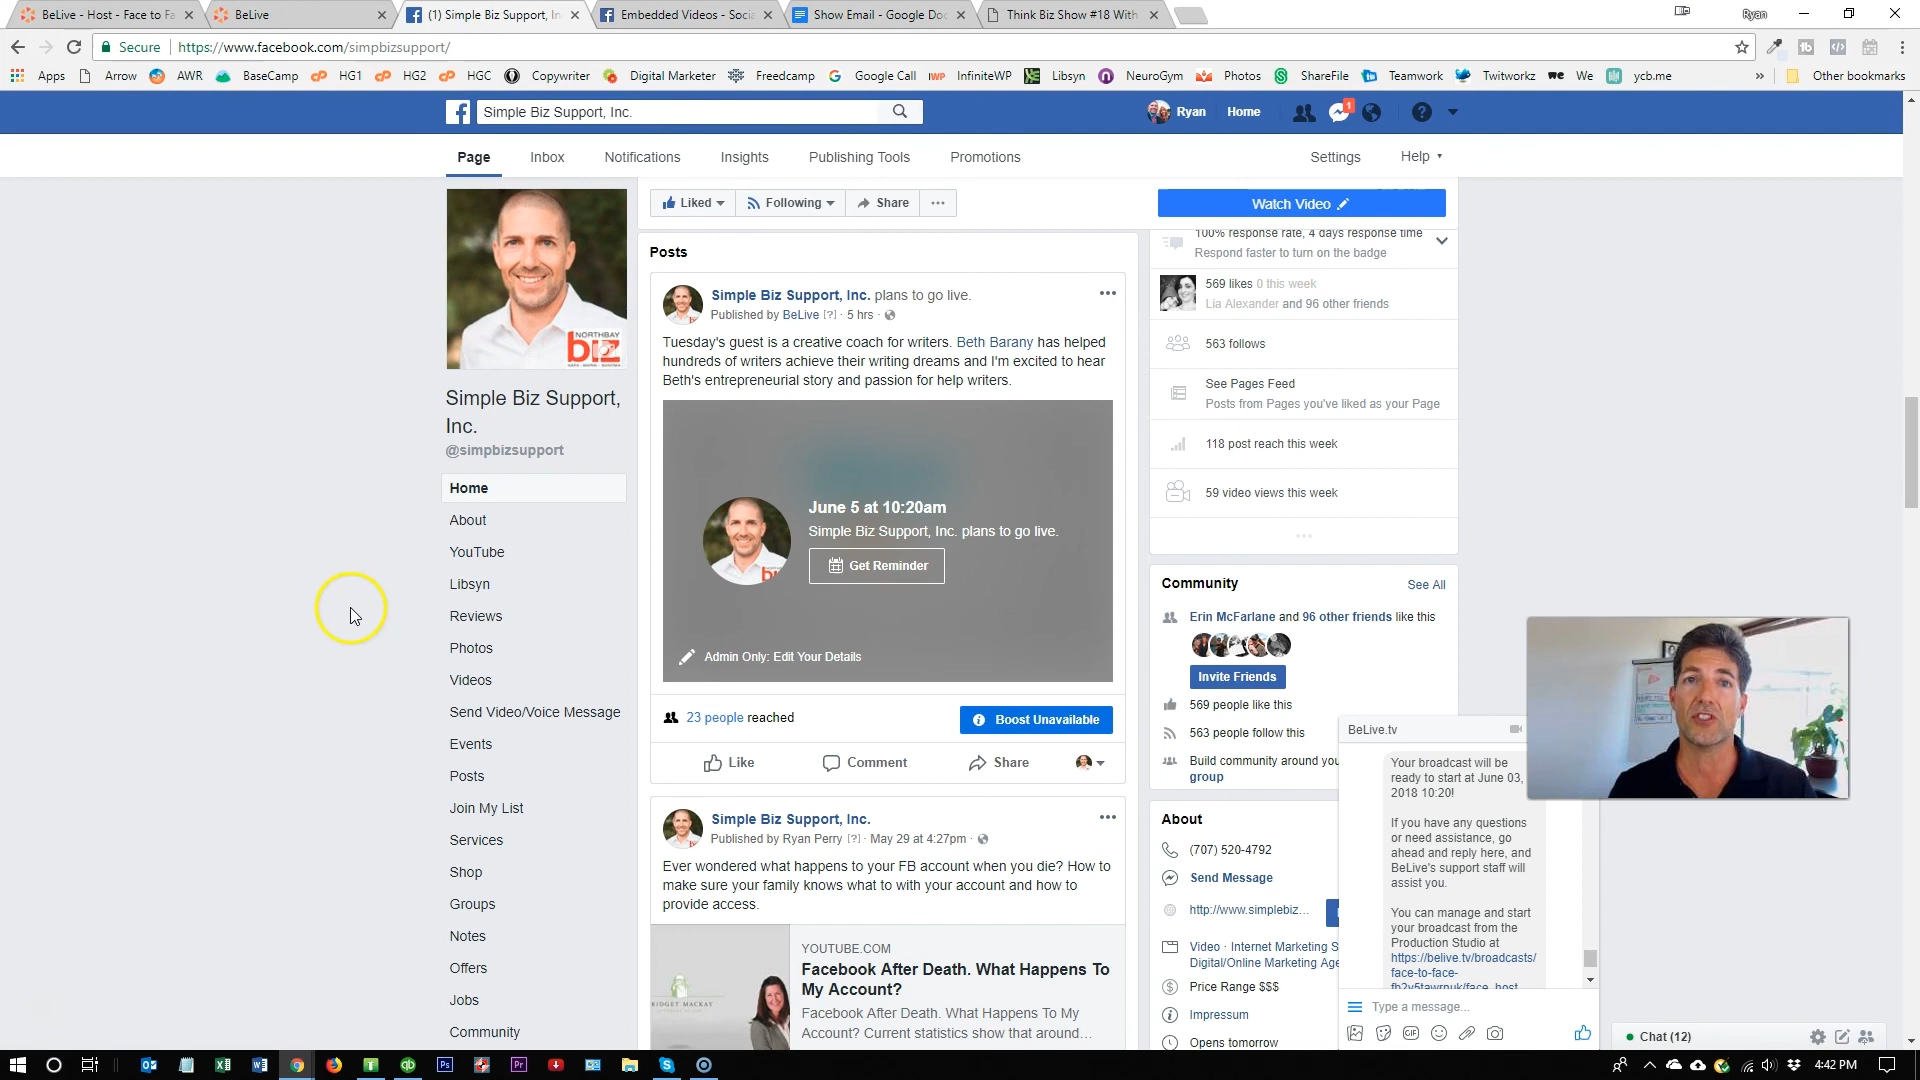 BeLive - Host - Face to Fa
BeLive
(1) Simple Biz Support, In
Embedded Videos - Socia
Show Email - Google Doc
Think Biz Show #18 With
Ryan
Secure
https://www.facebook.com/simpbizsupport/
Apps
Arrow
AWR
BaseCamp
HG1
HG2
HGC
Copywriter
Digital Marketer
Freedcamp
Google Call
InfiniteWP
Libsyn
NeuroGym
Photos
ShareFile
Teamwork
Twitworkz
We
ycb.me
»
Other bookmarks
Simple Biz Support, Inc.
Ryan
Home
1
Page
Inbox
Notifications
Insights
Publishing Tools
Promotions
Settings
Help
NORTHBAY
biz
Simple Biz Support,
Inc.
@simpbizsupport
Home
About
YouTube
Libsyn
Reviews
Photos
Videos
Send Video/Voice Message
Events
Posts
Join My List
Services
Shop
Groups
Notes
Offers
Jobs
Community
Liked
Following
Share
Watch Video
Posts
Simple Biz Support, Inc. plans to go live.
Published by BeLive [?] · 5 hrs ·
Tuesday's guest is a creative coach for writers. Beth Barany has helped
hundreds of writers achieve their writing dreams and I'm excited to hear
Beth's entrepreneurial story and passion for help writers.
June 5 at 10:20am
Simple Biz Support, Inc. plans to go live.
Get Reminder
Admin Only: Edit Your Details
23 people reached
Boost Unavailable
Like
Comment
Share
Simple Biz Support, Inc.
Published by Ryan Perry [?] · May 29 at 4:27pm ·
Ever wondered what happens to your FB account when you die? How to
make sure your family knows what to with your account and how to
provide access.
YOUTUBE.COM
Facebook After Death. What Happens To
My Account?
Facebook After Death. What Happens To My
Account? Current statistics show that around…
100% response rate, 4 days response time
Respond faster to turn on the badge
569 likes 0 this week
Lia Alexander and 96 other friends
563 follows
See Pages Feed
Posts from Pages you've liked as your Page
118 post reach this week
59 video views this week
Community
See All
Erin McFarlane and 96 other friends like this
Invite Friends
569 people like this
563 people follow this
Build community around you
group
About
(707) 520-4792
Send Message
http://www.simplebiz…
Video · Internet Marketing S
Digital/Online Marketing Age
Price Range $$$
Impressum
Opens tomorrow
BeLive.tv
Your broadcast will be
ready to start at June 03,
2018 10:20!
If you have any questions
or need assistance, go
ahead and reply here, and
BeLive's support staff will
assist you.
You can manage and start
your broadcast from the
Production Studio at
https://belive.tv/broadcasts/
face-to-face-
fb2v5tawrnuk/face_host
Type a message...
GIF
Chat (12)
4:42 PM